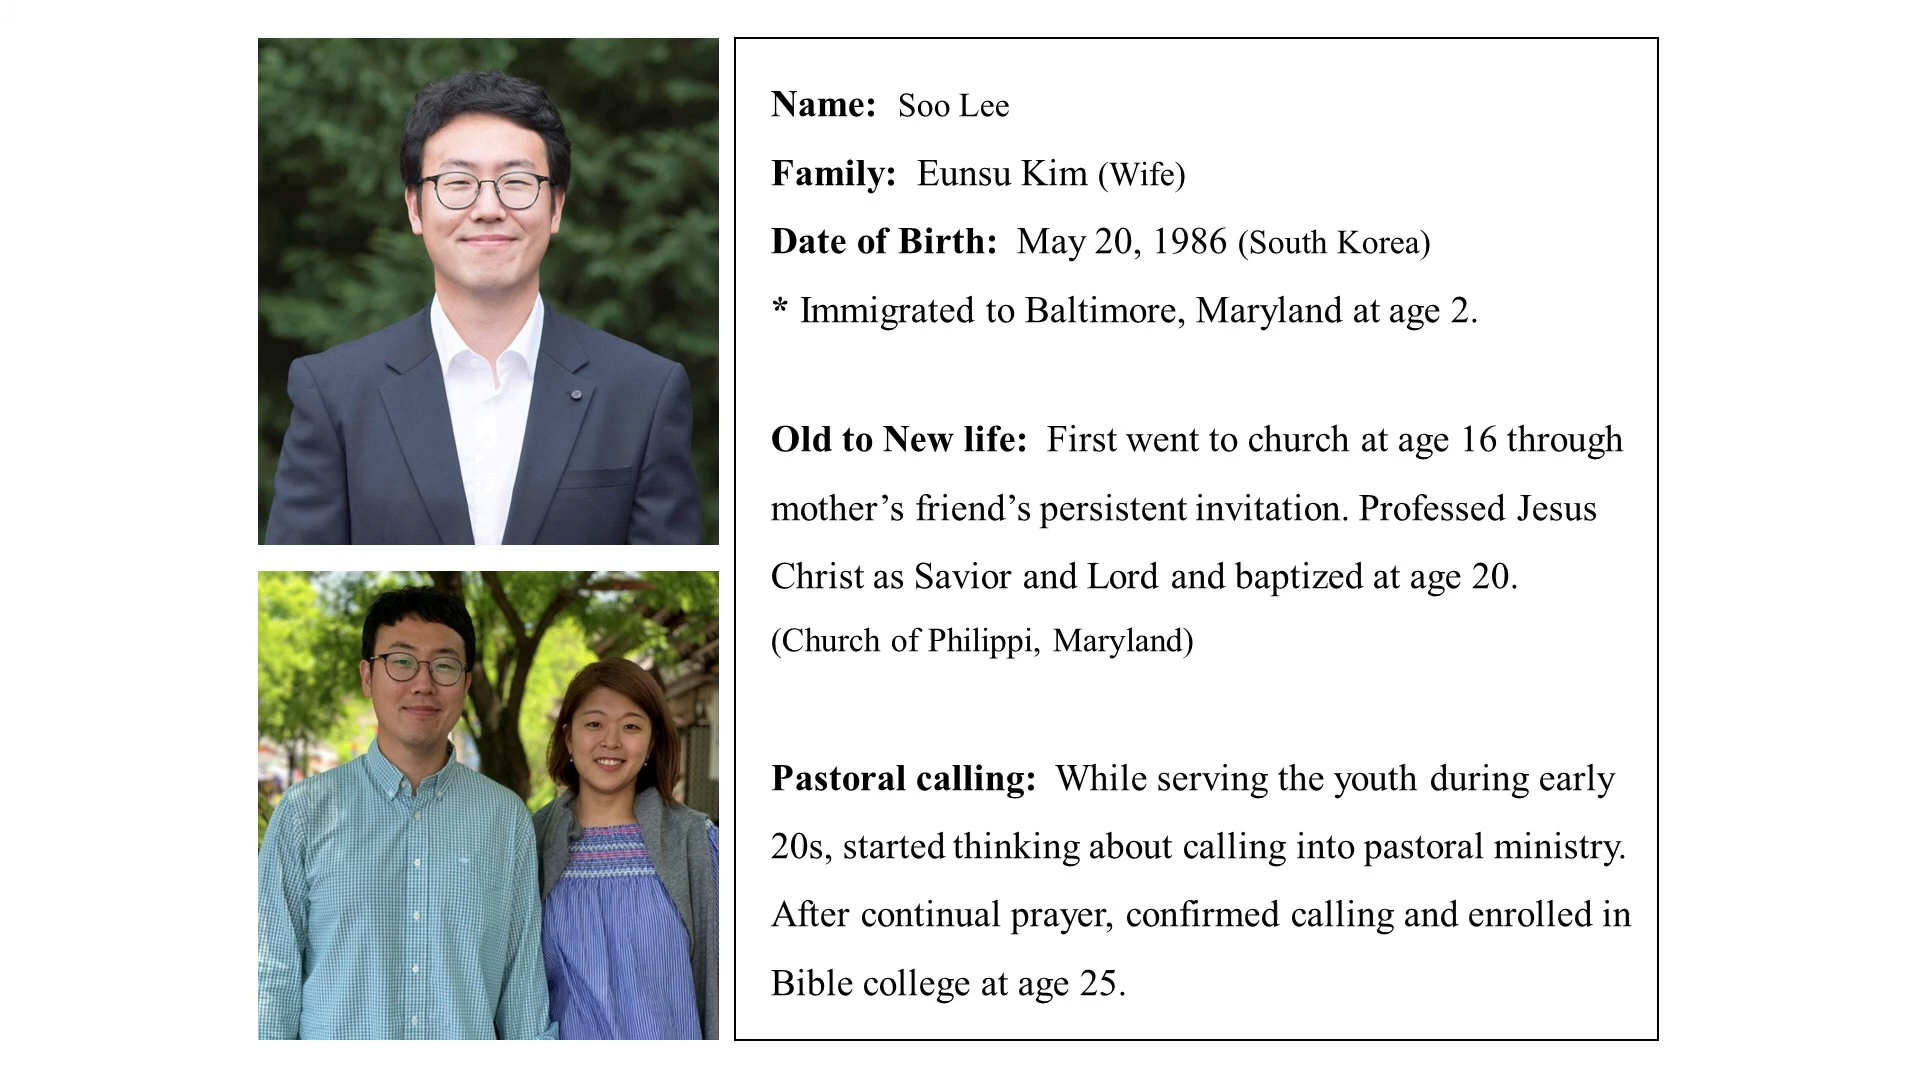 Name: Soo Lee
Family: Eunsu Kim (Wife)
Date of Birth: May 20, 1986 (South Korea)
* Immigrated to Baltimore, Maryland at age 2.
Old to New life: First went to church at age 16 through
mother’s friend’s persistent invitation. Professed Jesus
Christ as Savior and Lord and baptized at age 20.
(Church of Philippi, Maryland)
Pastoral calling: While serving the youth during early
20s, started thinking about calling into pastoral ministry.
After continual prayer, confirmed calling and enrolled in
Bible college at age 25.